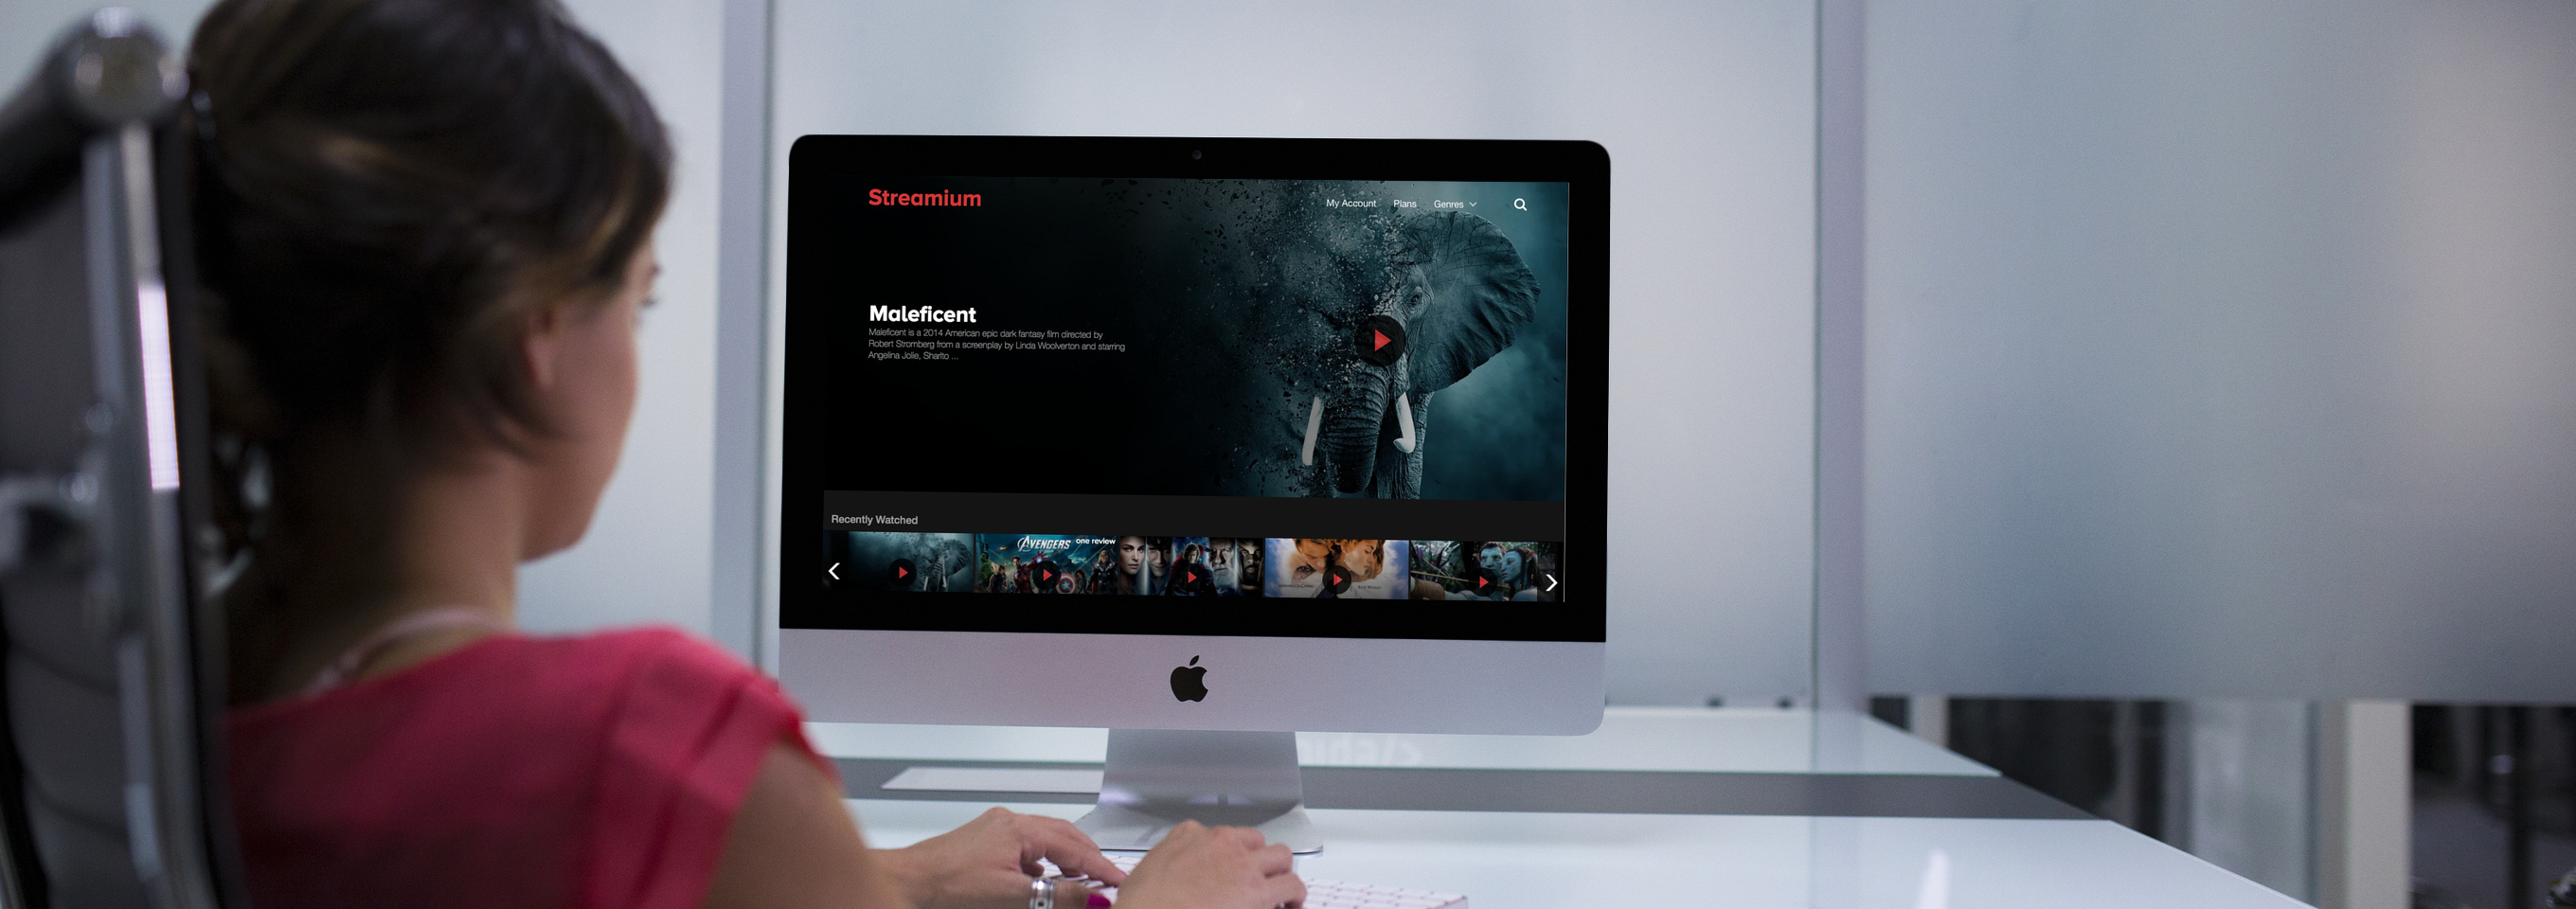 Streamium
My Account Plans Genres
Maleficent
Maleficent is a 2014 American epic dark fantasy film directed by
Robert Stromberg from a screenplay by Linda Woolverton and starring
Angelina Jolie, Sharlto ...
Recently Watched
AVENGERS one review